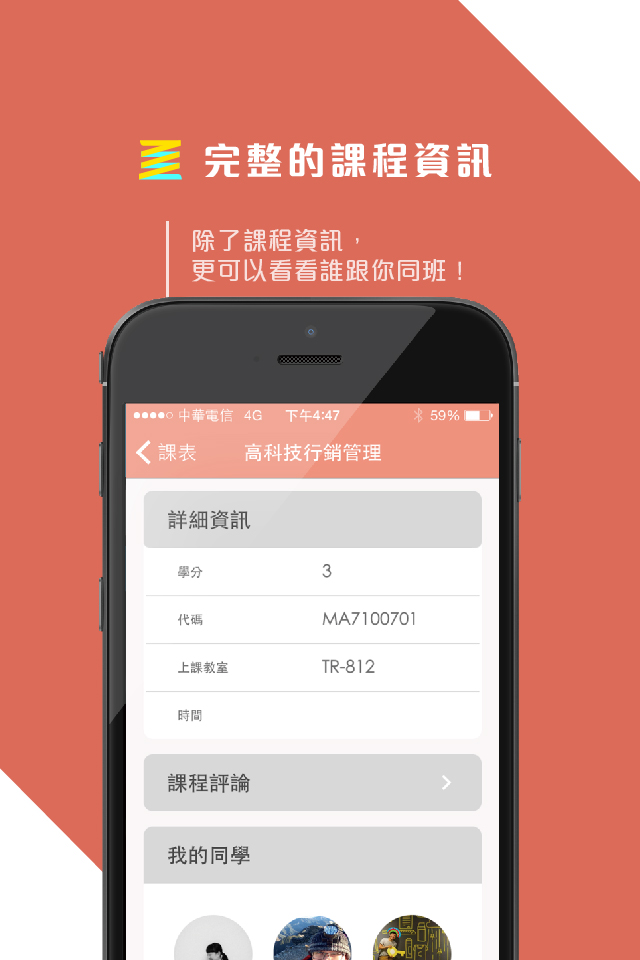 完整的課程資訊
除了課程資訊，
更可以看看誰跟你同班！
中華電信 4G 下午4:47 59%
課表 高科技行銷管理
詳細資訊
學分 3
代碼 MA7100701
上課教室 TR-812
時間
課程評論
我的同學